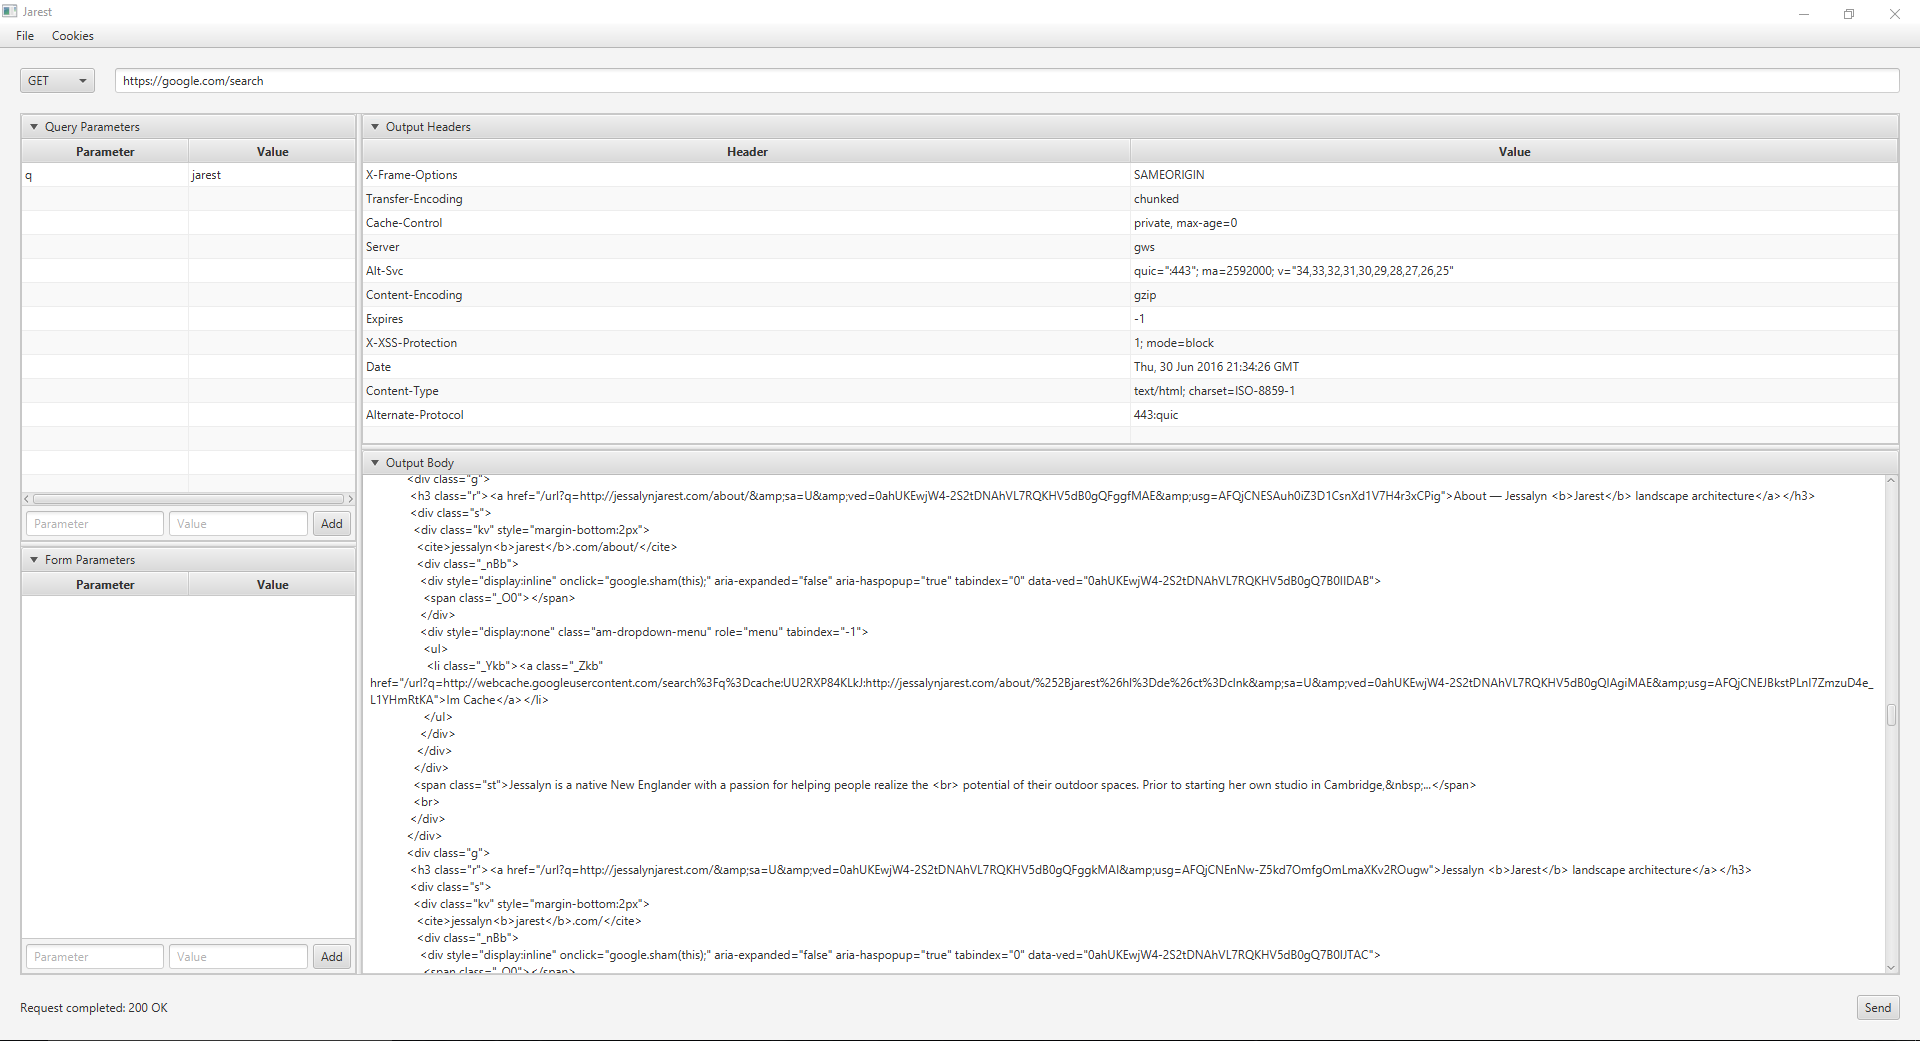 Jarest
File Cookies
GET https://google.com/search
Query Parameters
Parameter Value
q jarest
Parameter Value Add
Form Parameters
Parameter Value
Parameter Value Add
Output Headers
Header Value
X-Frame-Options SAMEORIGIN
Transfer-Encoding chunked
Cache-Control private, max-age=0
Server gws
Alt-Svc quic=":443"; ma=2592000; v="34,33,32,31,30,29,28,27,26,25"
Content-Encoding gzip
Expires -1
X-XSS-Protection 1; mode=block
Date Thu, 30 Jun 2016 21:34:26 GMT
Content-Type text/html; charset=ISO-8859-1
Alternate-Protocol 443:quic
Output Body
<div class="g">
<h3 class="r"><a href="/url?q=http://jessalynjarest.com/about/&amp;sa=U&amp;ved=0ahUKEwjW4-2S2tDNAhVL7RQKHV5dB0gQFggfMAE&amp;usg=AFQjCNESAuh0iZ3D1CsnXd1V7H4r3xCPig">About — Jessalyn <b>Jarest</b> landscape architecture</a></h3>
<div class="s">
<div class="kv" style="margin-bottom:2px">
<cite>jessalyn<b>jarest</b>.com/about/</cite>
<div class="_nBb">
<div style="display:inline" onclick="google.sham(this);" aria-expanded="false" aria-haspopup="true" tabindex="0" data-ved="0ahUKEwjW4-2S2tDNAhVL7RQKHV5dB0gQ7B0IIDAB">
<span class="_O0"></span>
</div>
<div style="display:none" class="am-dropdown-menu" role="menu" tabindex="-1">
<ul>
<li class="_Ykb"><a class="_Zkb"
href="/url?q=http://webcache.googleusercontent.com/search%3Fq%3Dcache:UU2RXP84KLkJ:http://jessalynjarest.com/about/%252Bjarest%26hl%3Dde%26ct%3Dclnk&amp;sa=U&amp;ved=0ahUKEwjW4-2S2tDNAhVL7RQKHV5dB0gQIAgiMAE&amp;usg=AFQjCNEJBkstPLnI7ZmzuD4e_
L1YHmRtKA">Im Cache</a></li>
</ul>
</div>
</div>
</div>
<span class="st">Jessalyn is a native New Englander with a passion for helping people realize the <br> potential of their outdoor spaces. Prior to starting her own studio in Cambridge,&nbsp;...</span>
<br>
</div>
</div>
<div class="g">
<h3 class="r"><a href="/url?q=http://jessalynjarest.com/&amp;sa=U&amp;ved=0ahUKEwjW4-2S2tDNAhVL7RQKHV5dB0gQFggkMAI&amp;usg=AFQjCNEnNw-Z5kd7OmfgOmLmaXKv2ROugw">Jessalyn <b>Jarest</b> landscape architecture</a></h3>
<div class="s">
<div class="kv" style="margin-bottom:2px">
<cite>jessalyn<b>jarest</b>.com/</cite>
<div class="_nBb">
<div style="display:inline" onclick="google.sham(this);" aria-expanded="false" aria-haspopup="true" tabindex="0" data-ved="0ahUKEwjW4-2S2tDNAhVL7RQKHV5dB0gQ7B0IJTAC">
<span class="_O0"></span>
Request completed: 200 OK
Send